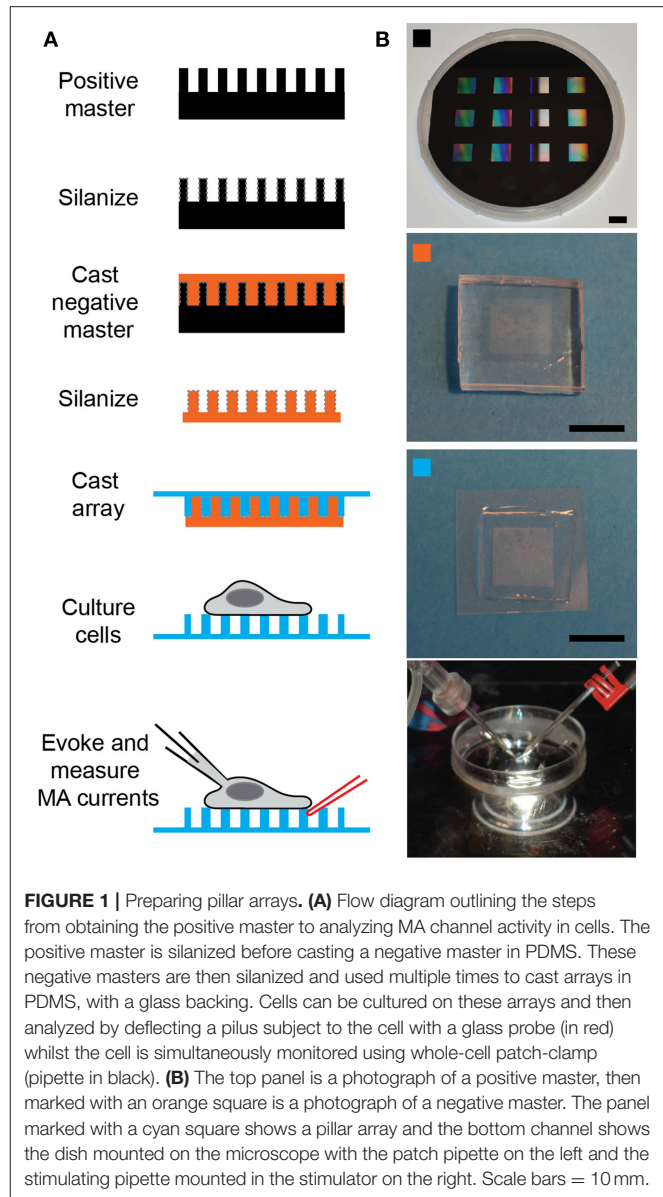 A
B
Positive
master
Silanize
Cast
negative
master
Silanize
Cast
array
Culture
cells
Evoke and
measure
MA currents
FIGURE 1 | Preparing pillar arrays. (A) Flow diagram outlining the steps
from obtaining the positive master to analyzing MA channel activity in cells. The
positive master is silanized before casting a negative master in PDMS. These
negative masters are then silanized and used multiple times to cast arrays in
PDMS, with a glass backing. Cells can be cultured on these arrays and then
analyzed by deflecting a pilus subject to the cell with a glass probe (in red)
whilst the cell is simultaneously monitored using whole-cell patch-clamp
(pipette in black). (B) The top panel is a photograph of a positive master, then
marked with an orange square is a photograph of a negative master. The panel
marked with a cyan square shows a pillar array and the bottom channel shows
the dish mounted on the microscope with the patch pipette on the left and the
stimulating pipette mounted in the stimulator on the right. Scale bars = 10 mm.